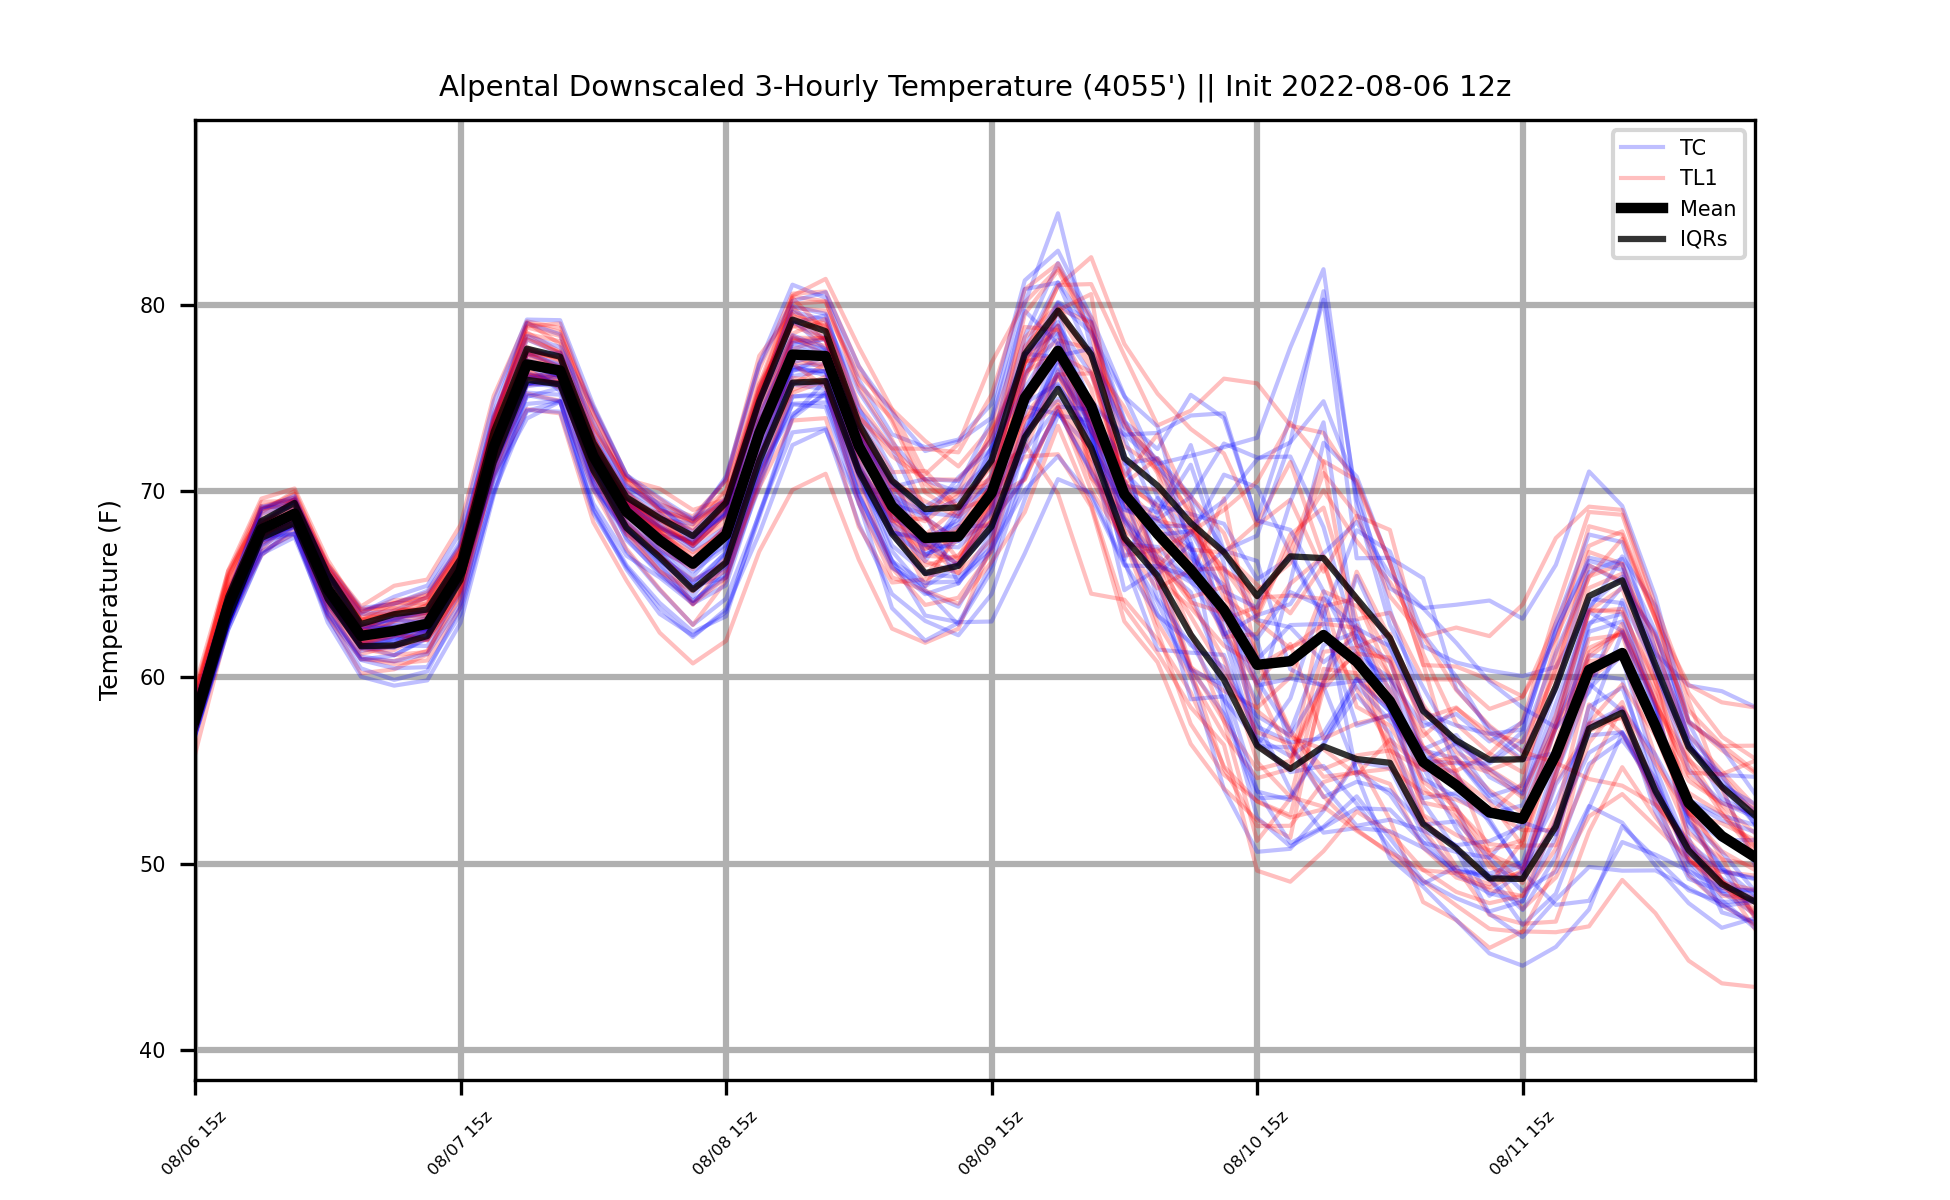 Alpental Downscaled 3-Hourly Temperature (4055') || Init 2022-08-06 12z
TC
TL1
Mean
IQRs
Temperature (F)
80
70
60
50
40
08/06 15z
08/07 15z
08/08 15z
08/09 15z
08/10 15z
08/11 15z